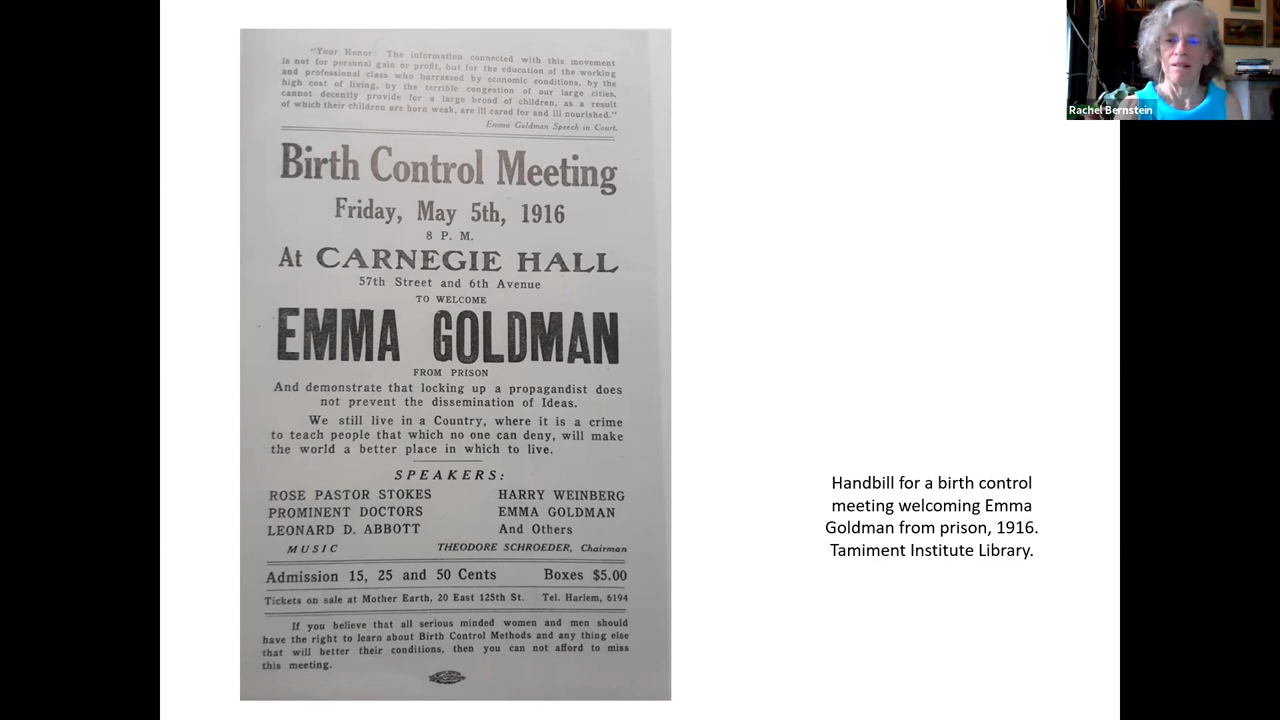 "Your Honor: The information connected with this movement
is not for personal gain or profit, but for the education of the working
and professional class who harrassed by economic conditions, by the
high cost of living, by the terrible congestion of our large cities,
cannot decently provide for a large brood of children, as a result
of which their children are born weak, are ill cared for and ill nourished."
Emma Goldman Speech in Court.
Birth Control Meeting
Friday, May 5th, 1916
8 P. M.
At CARNEGIE HALL
57th Street and 6th Avenue
TO WELCOME
EMMA GOLDMAN
FROM PRISON
And demonstrate that locking up a propagandist does
not prevent the dissemination of Ideas.
We still live in a Country, where it is a crime
to teach people that which no one can deny, will make
the world a better place in which to live.
SPEAKERS:
ROSE PASTOR STOKES HARRY WEINBERG
PROMINENT DOCTORS EMMA GOLDMAN
LEONARD D. ABBOTT And Others
MUSIC THEODORE SCHROEDER, Chairman
Admission 15, 25 and 50 Cents Boxes $5.00
Tickets on sale at Mother Earth, 20 East 125th St. Tel. Harlem, 6194
If you believe that all serious minded women and men should
have the right to learn about Birth Control Methods and any thing else
that will better their conditions, then you can not afford to miss
this meeting.
Handbill for a birth control
meeting welcoming Emma
Goldman from prison, 1916.
Tamiment Institute Library.
Rachel Bernstein